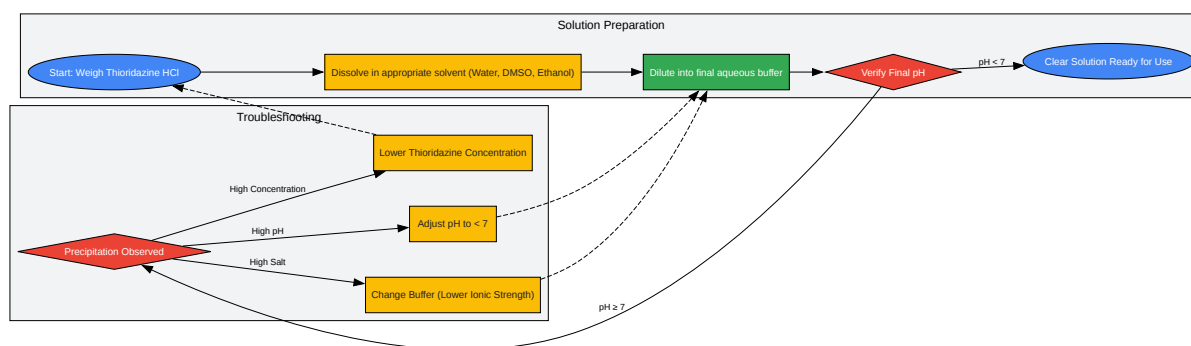 Solution Preparation
Start: Weigh Thioridazine HCl
Dissolve in appropriate solvent (Water, DMSO, Ethanol)
Dilute into final aqueous buffer
Verify Final pH
pH < 7
Clear Solution Ready for Use
Troubleshooting
Lower Thioridazine Concentration
High Concentration
Adjust pH to < 7
High pH
Precipitation Observed
High Salt
Change Buffer (Lower Ionic Strength)
pH ≥ 7